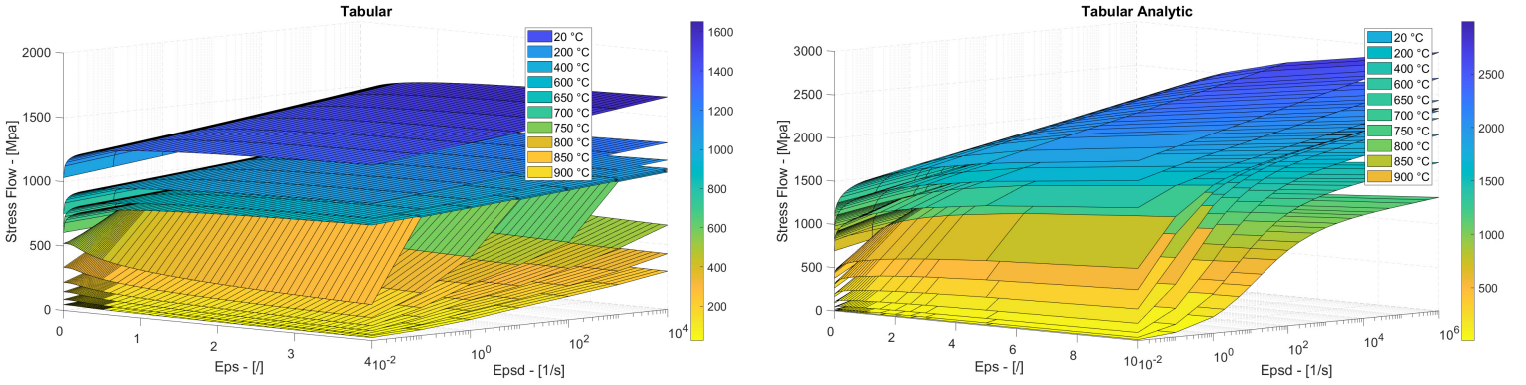 Tabular
2000
1500
1000
500
0
Stress Flow - [Mpa]
0
1
2
3
4
Eps - [/]
10^-2
10^0
10^2
10^4
Epsd - [1/s]
20 °C
200 °C
400 °C
600 °C
650 °C
700 °C
750 °C
800 °C
850 °C
900 °C
1600
1400
1200
1000
800
600
400
200
Tabular Analytic
3000
2500
2000
1500
1000
500
0
Stress Flow - [Mpa]
0
2
4
6
8
10
Eps - [/]
10^-2
10^0
10^2
10^4
10^6
Epsd - [1/s]
20 °C
200 °C
400 °C
600 °C
650 °C
700 °C
750 °C
800 °C
850 °C
900 °C
2500
2000
1500
1000
500